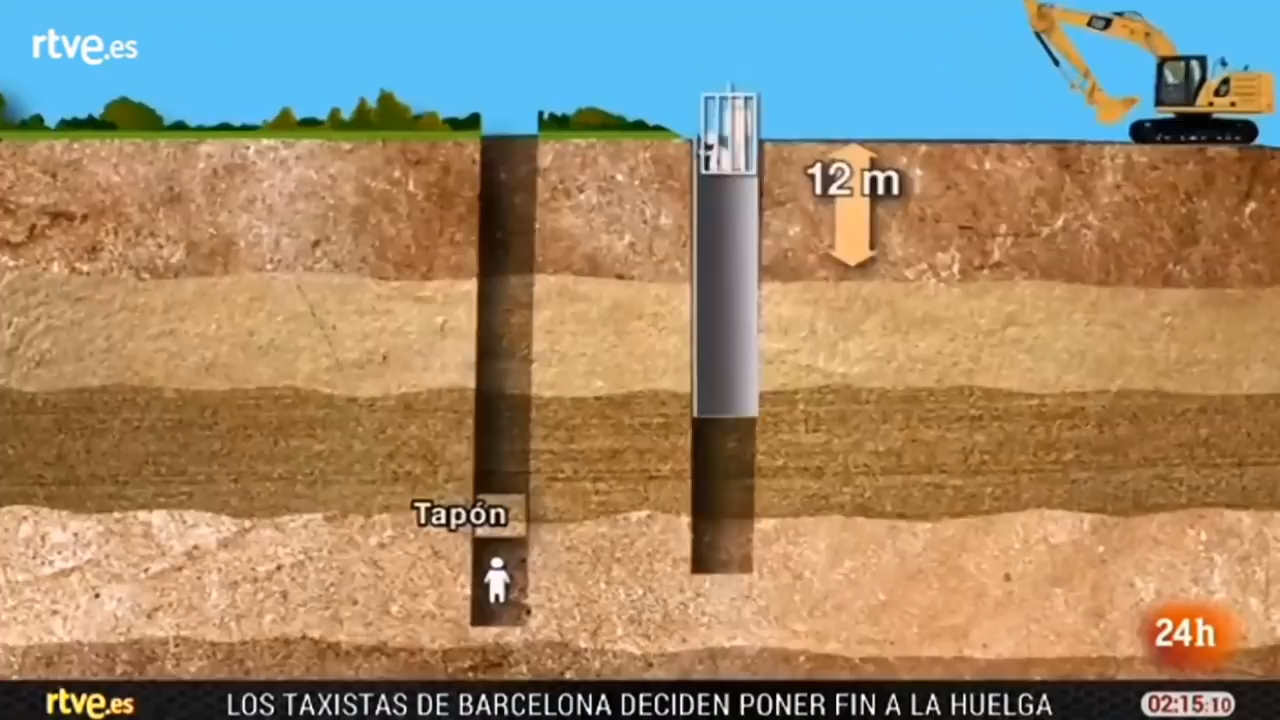 rtve.es
12 m
Tapón
24h
rtve.es LOS TAXISTAS DE BARCELONA DECIDEN PONER FIN A LA HUELGA 02:15:10